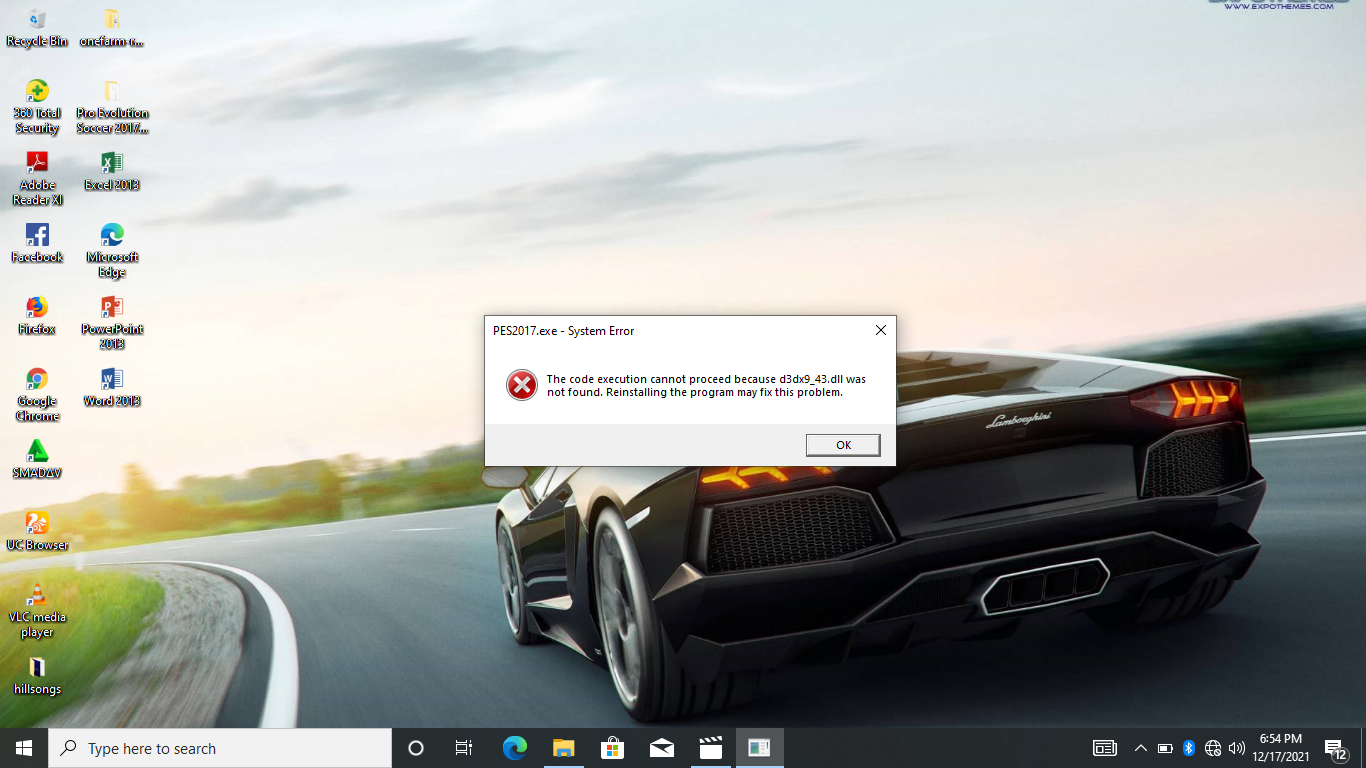 WWW.EXPOTHEMES.COM
Recycle Bin
onefarm-r...
360 Total
Security
Pro Evolution
Soccer 2017...
Adobe
Reader XI
Excel 2013
Facebook
Microsoft
Edge
Firefox
PowerPoint
2013
Google
Chrome
Word 2013
SMADΔV
UC Browser
VLC media
player
hillsongs
PES2017.exe - System Error
The code execution cannot proceed because d3dx9_43.dll was
not found. Reinstalling the program may fix this problem.
OK
Lamborghini
Type here to search
6:54 PM
12/17/2021
12